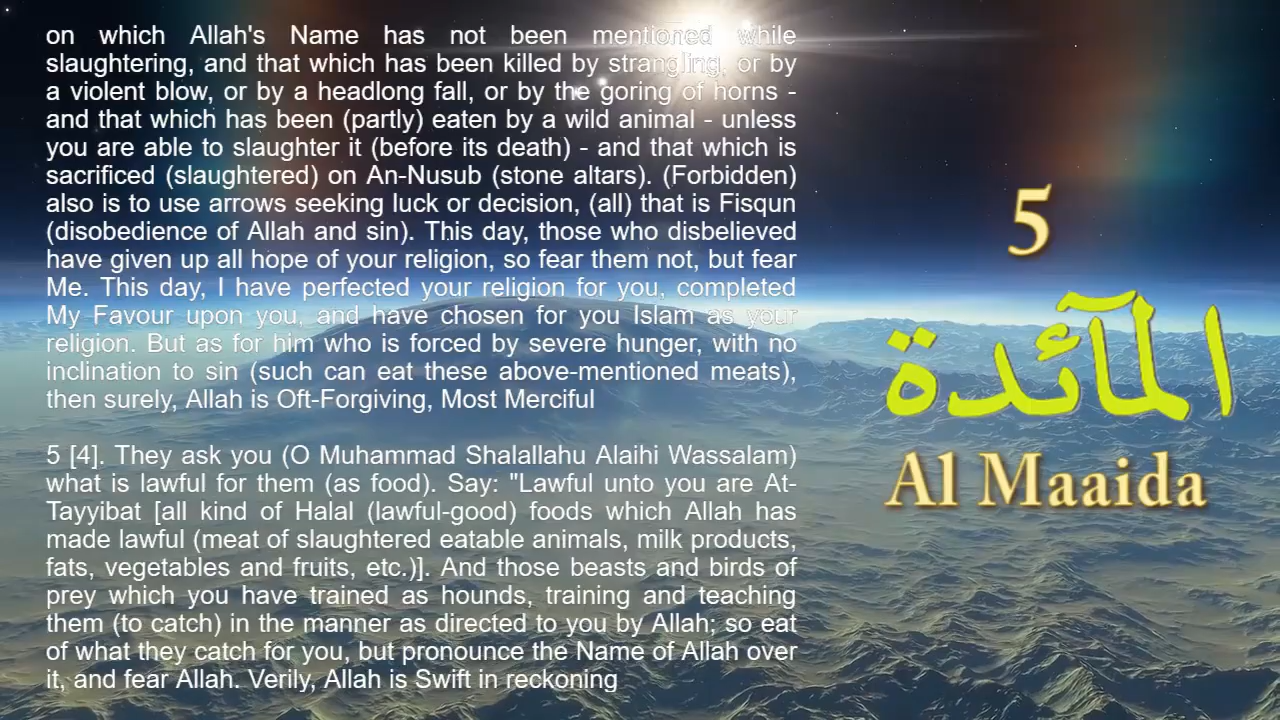 on which Allah's Name has not been mentioned while
slaughtering, and that which has been killed by strangling, or by
a violent blow, or by a headlong fall, or by the goring of horns -
and that which has been (partly) eaten by a wild animal - unless
you are able to slaughter it (before its death) - and that which is
sacrificed (slaughtered) on An-Nusub (stone altars). (Forbidden)
also is to use arrows seeking luck or decision, (all) that is Fisqun
(disobedience of Allah and sin). This day, those who disbelieved
have given up all hope of your religion, so fear them not, but fear
Me. This day, I have perfected your religion for you, completed
My Favour upon you, and have chosen for you Islam as your
religion. But as for him who is forced by severe hunger, with no
inclination to sin (such can eat these above-mentioned meats),
then surely, Allah is Oft-Forgiving, Most Merciful
5 [4]. They ask you (O Muhammad Shalallahu Alaihi Wassalam)
what is lawful for them (as food). Say: "Lawful unto you are At-
Tayyibat [all kind of Halal (lawful-good) foods which Allah has
made lawful (meat of slaughtered eatable animals, milk products,
fats, vegetables and fruits, etc.)]. And those beasts and birds of
prey which you have trained as hounds, training and teaching
them (to catch) in the manner as directed to you by Allah; so eat
of what they catch for you, but pronounce the Name of Allah over
it, and fear Allah. Verily, Allah is Swift in reckoning
5
المآئدة
Al Maaida